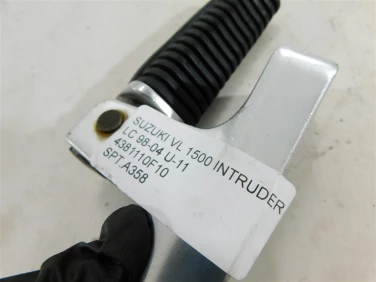 SUZUKI VL 1500 INTRUDER
LC 98-04 U-11
4381110F10
SPT.A358